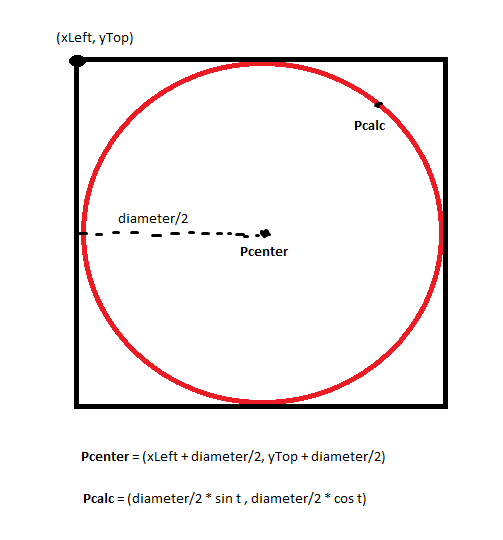 (xLeft, yTop)
Pcalc
diameter/2
Pcenter
Pcenter = (xLeft + diameter/2, yTop + diameter/2)
Pcalc = (diameter/2 * sin t , diameter/2 * cos t)